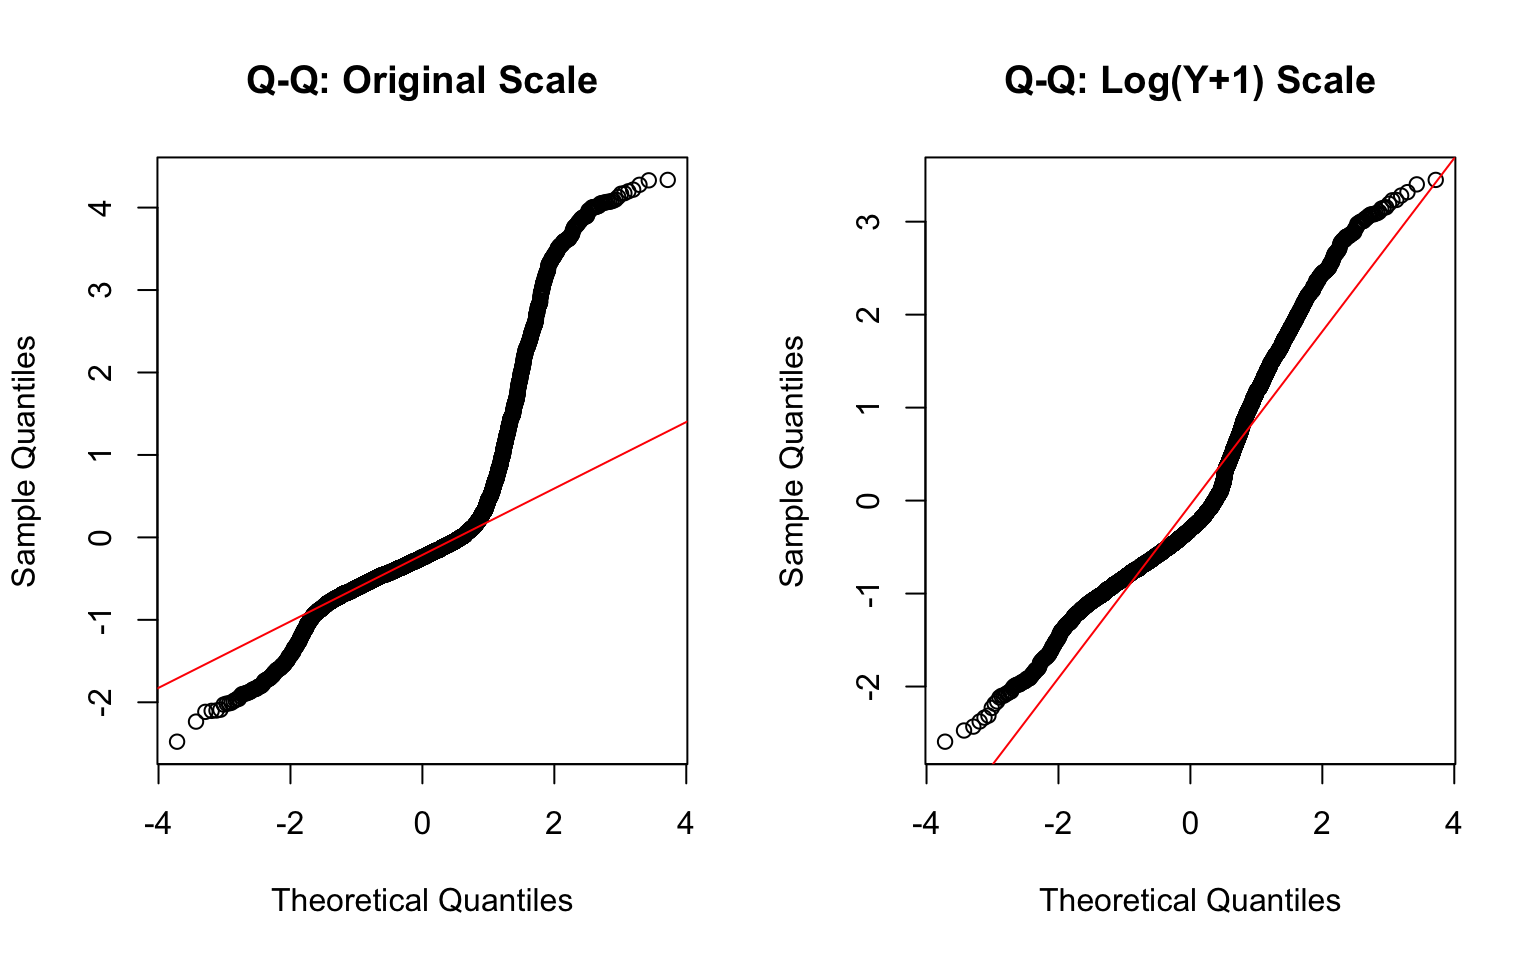 Q-Q: Original Scale
Sample Quantiles
4
3
2
1
0
-1
-2
-4 -2 0 2 4
Theoretical Quantiles
Q-Q: Log(Y+1) Scale
Sample Quantiles
3
2
1
0
-1
-2
-4 -2 0 2 4
Theoretical Quantiles